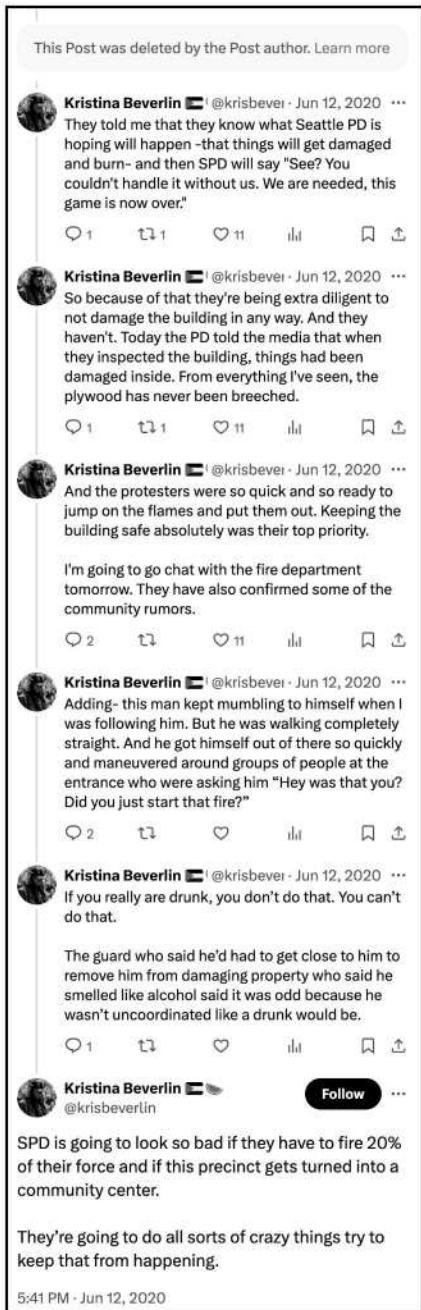 This Post was deleted by the Post author. Learn more
Kristina Beverlin @krisbever · Jun 12, 2020 ···
They told me that they know what Seattle PD is
hoping will happen -that things will get damaged
and burn- and then SPD will say "See? You
couldn't handle it without us. We are needed, this
game is now over."
1 1 11
Kristina Beverlin @krisbever · Jun 12, 2020 ···
So because of that they're being extra diligent to
not damage the building in any way. And they
haven't. Today the PD told the media that when
they inspected the building, things had been
damaged inside. From everything I've seen, the
plywood has never been breeched.
1 1 11
Kristina Beverlin @krisbever · Jun 12, 2020 ···
And the protesters were so quick and so ready to
jump on the flames and put them out. Keeping the
building safe absolutely was their top priority.
I'm going to go chat with the fire department
tomorrow. They have also confirmed some of the
community rumors.
2 11
Kristina Beverlin @krisbever · Jun 12, 2020 ···
Adding- this man kept mumbling to himself when I
was following him. But he was walking completely
straight. And he got himself out of there so quickly
and maneuvered around groups of people at the
entrance who were asking him “Hey was that you?
Did you just start that fire?”
2
Kristina Beverlin @krisbever · Jun 12, 2020 ···
If you really are drunk, you don’t do that. You can’t
do that.
The guard who said he’d had to get close to him to
remove him from damaging property who said he
smelled like alcohol said it was odd because he
wasn’t uncoordinated like a drunk would be.
1
Kristina Beverlin
Follow ···
@krisbeverlin
SPD is going to look so bad if they have to fire 20%
of their force and if this precinct gets turned into a
community center.
They’re going to do all sorts of crazy things try to
keep that from happening.
5:41 PM · Jun 12, 2020